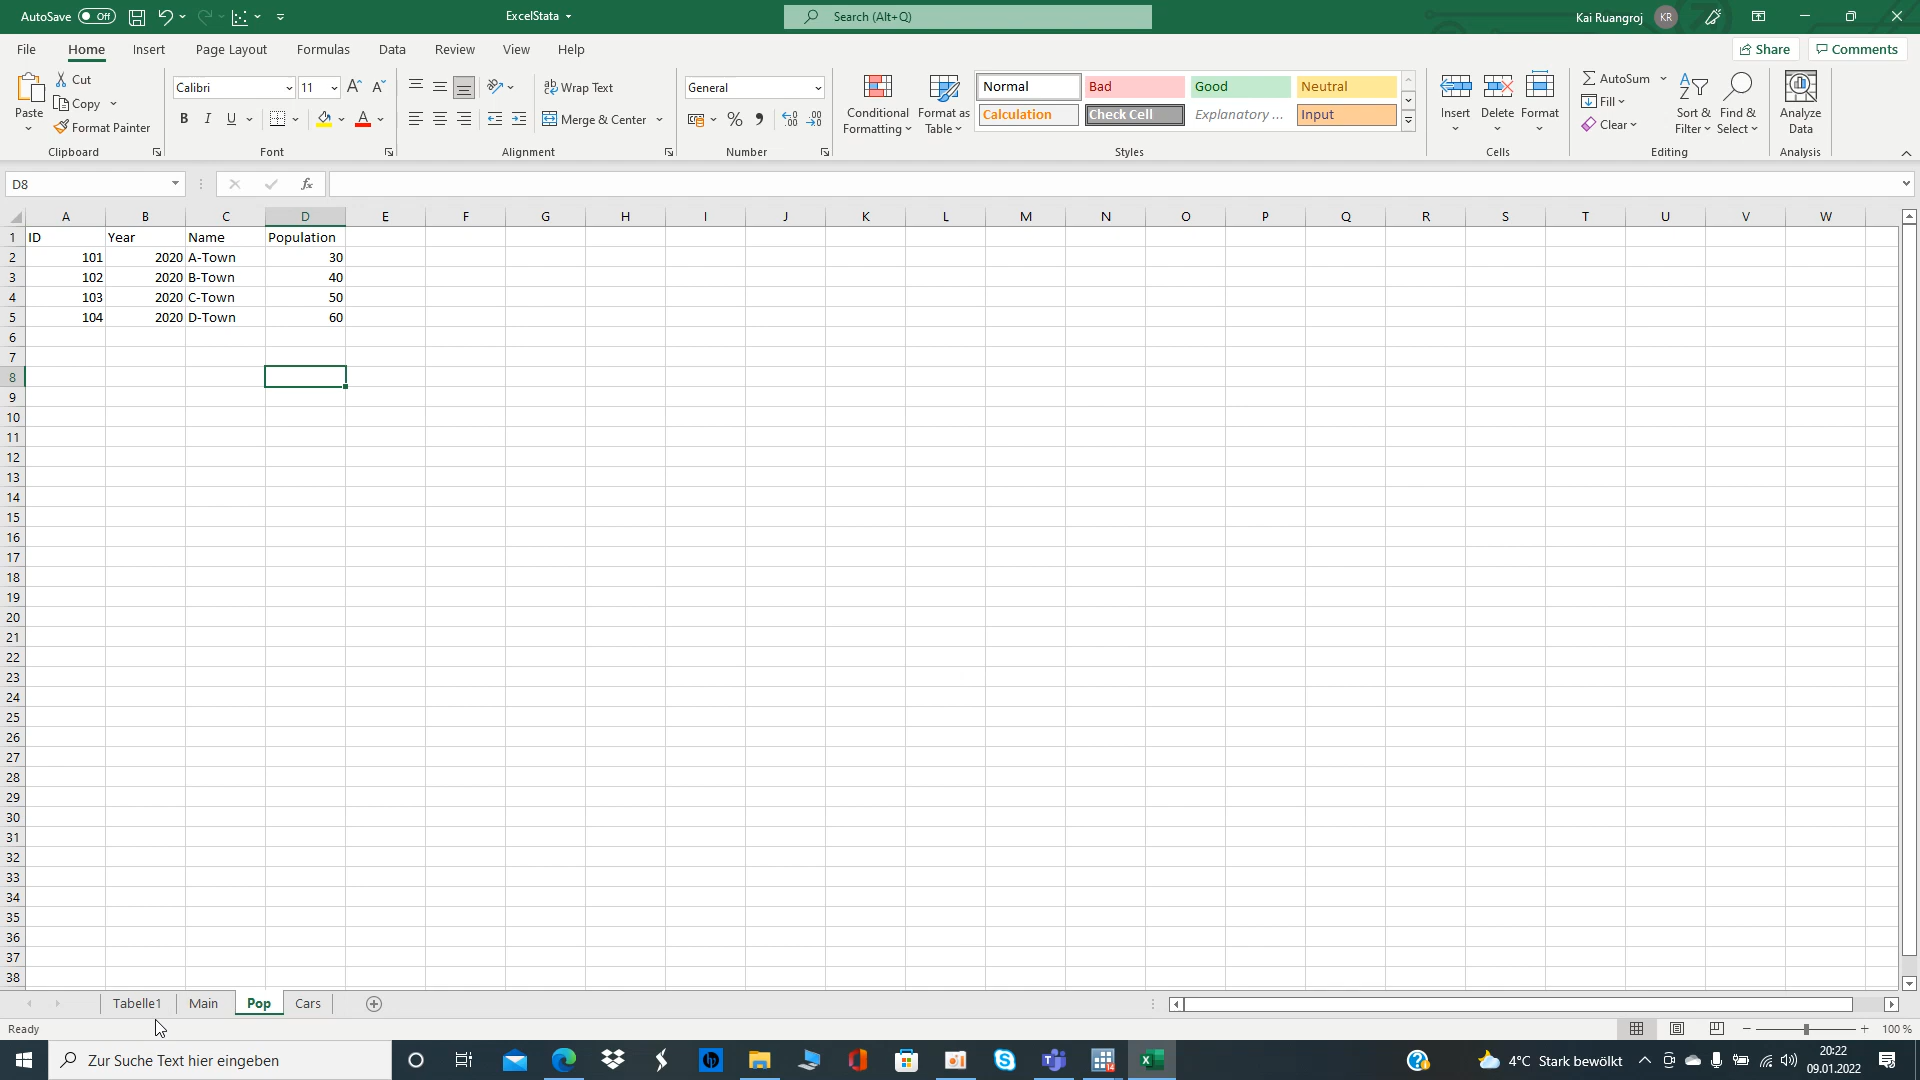 AutoSave Off ExcelStata Search (Alt+Q) Kai Ruangroj KR
File Home Insert Page Layout Formulas Data Review View Help Share Comments
Paste Cut Copy Format Painter Clipboard
Calibri 11 B I U A Font
ab Wrap Text Merge & Center Alignment
General % Number
Conditional Formatting Format as Table
Normal Bad Good Neutral
Calculation Check Cell Explanatory ... Input
Styles
Insert Delete Format Cells
AutoSum Fill Clear Sort & Filter Find & Select Editing
Analyze Data Analysis
D8 fx
A B C D E F G H I J K L M N O P Q R S T U V W
1 ID Year Name Population
2 101 2020 A-Town 30
3 102 2020 B-Town 40
4 103 2020 C-Town 50
5 104 2020 D-Town 60
6
7
8
9
10
11
12
13
14
15
16
17
18
19
20
21
22
23
24
25
26
27
28
29
30
31
32
33
34
35
36
37
38
Tabelle1 Main Pop Cars
Ready 100 %
Zur Suche Text hier eingeben 4°C Stark bewölkt 20:22
09.01.2022